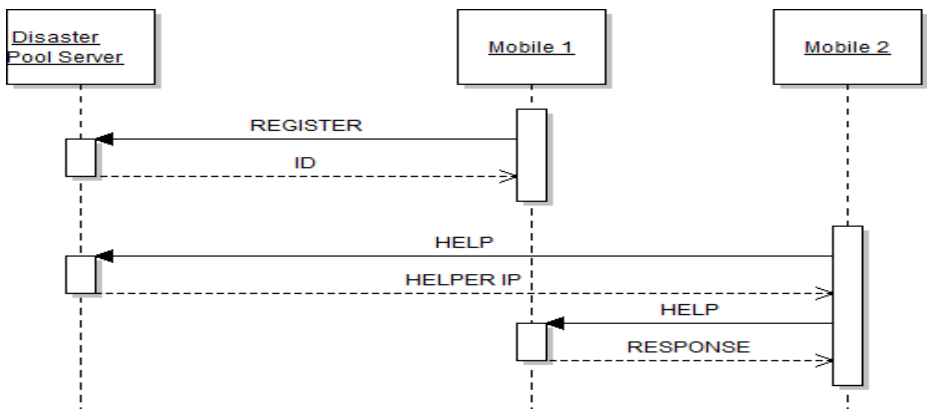 Disaster
Pool Server
Mobile 1
Mobile 2
REGISTER
ID
HELP
HELPER IP
HELP
RESPONSE